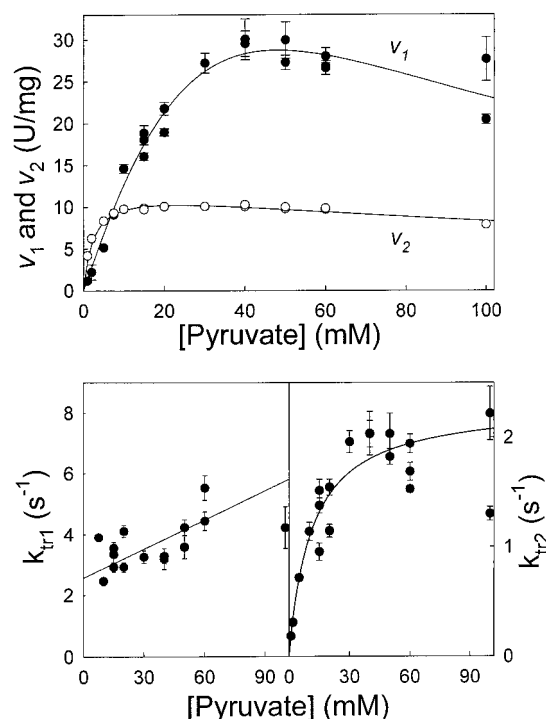 30
25
20
15
10
5
0
v₁ and v₂ (U/mg)
v₁
v₂
0 20 40 60 80 100
[Pyruvate] (mM)
8
6
4
2
0
kₜᵣ₁ (s⁻¹)
2
1
0
kₜᵣ₂ (s⁻¹)
0 30 60 90 0 30 60 90
[Pyruvate] (mM)